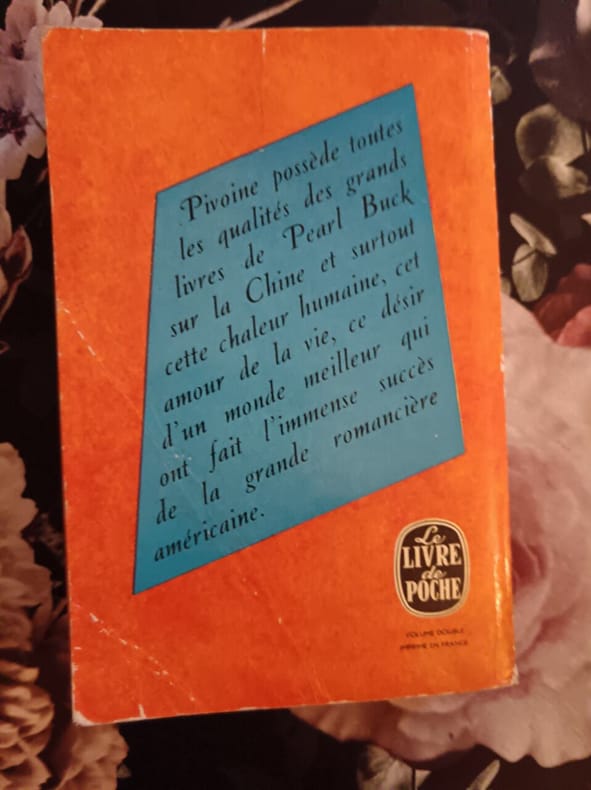 Pivoine possède toutes
les qualités des grands
livres de Pearl Buck
sur la Chine et surtout
cette chaleur humaine, cet
amour de la vie, ce désir
d'un monde meilleur qui
ont fait l'immense succès
de la grande romancière
américaine.
Le
LIVRE
de
POCHE
VOLUME DOUBLE
IMPRIMÉ EN FRANCE